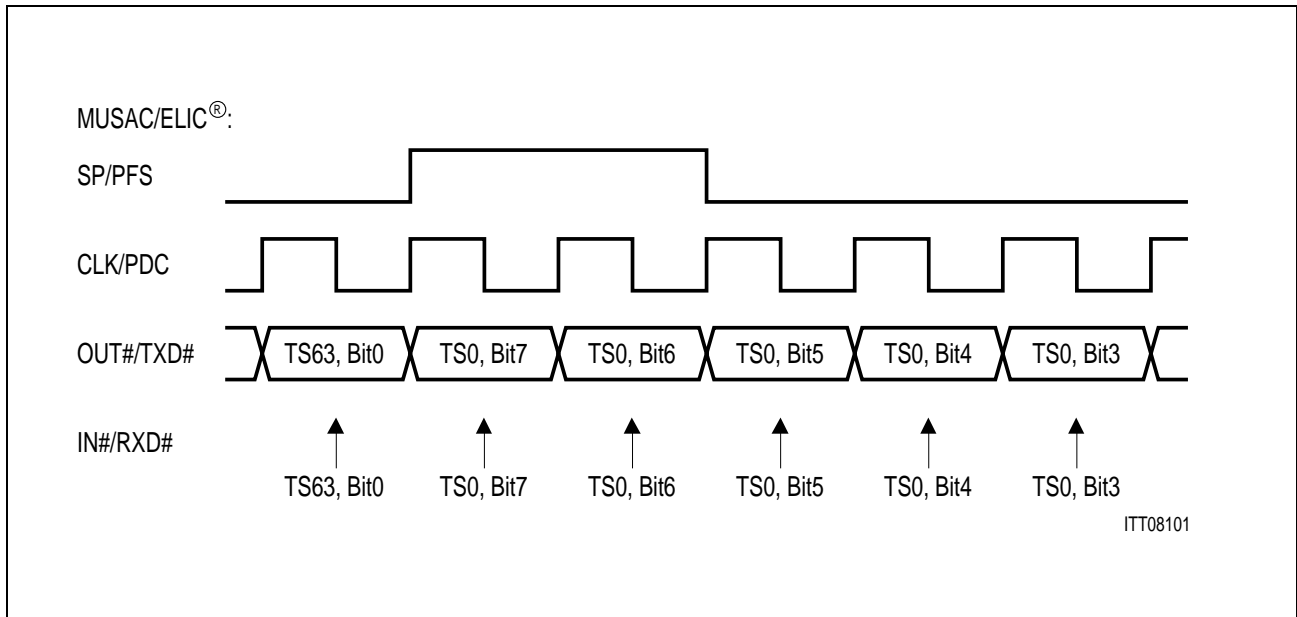 MUSAC/ELIC®:
SP/PFS
CLK/PDC
OUT#/TXD# TS63, Bit0 TS0, Bit7 TS0, Bit6 TS0, Bit5 TS0, Bit4 TS0, Bit3
IN#/RXD#
TS63, Bit0 TS0, Bit7 TS0, Bit6 TS0, Bit5 TS0, Bit4 TS0, Bit3
ITT08101